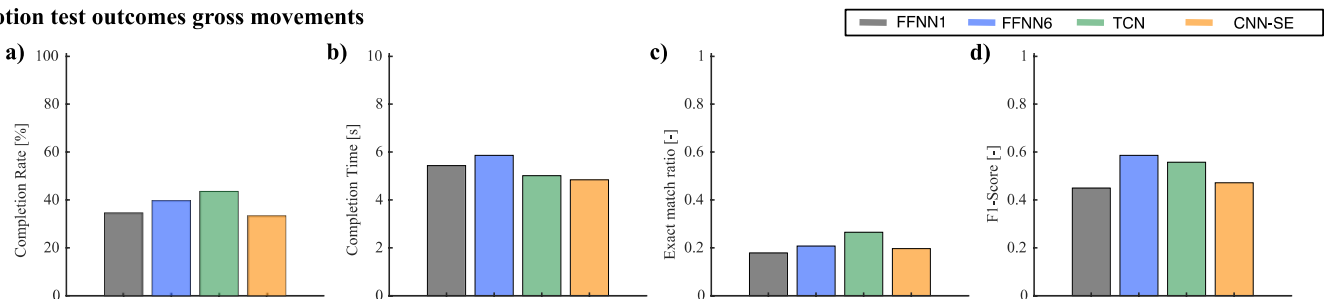 otion test outcomes gross movements
FFNN1 FFNN6 TCN CNN-SE
a)
100
80
60
40
20
0
Completion Rate [%]
b)
10
8
6
4
2
0
Completion Time [s]
c)
1
0.8
0.6
0.4
0.2
0
Exact match ratio [-]
d)
1
0.8
0.6
0.4
0.2
0
F1-Score [-]